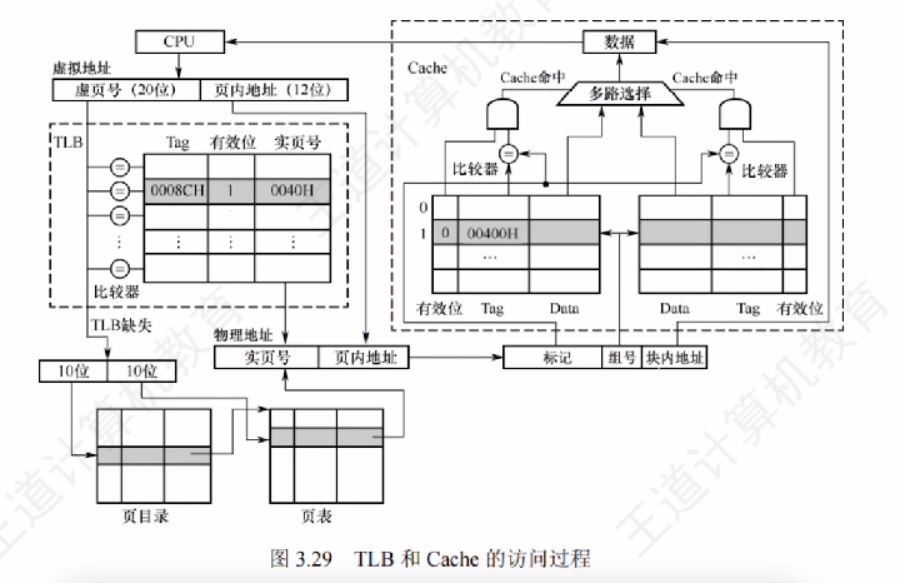 CPU
数据
虚拟地址
Cache
虚页号（20位） 页内地址（12位）
Cache命中 Cache命中
多路选择
TLB
Tag 有效位 实页号
比较器 比较器
= = = = = =
0008CH 1 0040H
0
1 0 00400H
⋮ ⋮ ⋮ ⋮
… …
比较器
有效位 Tag Data Data Tag 有效位
TLB缺失
物理地址
实页号 页内地址 标记 组号 块内地址
10位 10位
页目录 页表
图 3.29 TLB 和 Cache 的访问过程
王道计算机教育
王道计算机教育
王道计算机教育